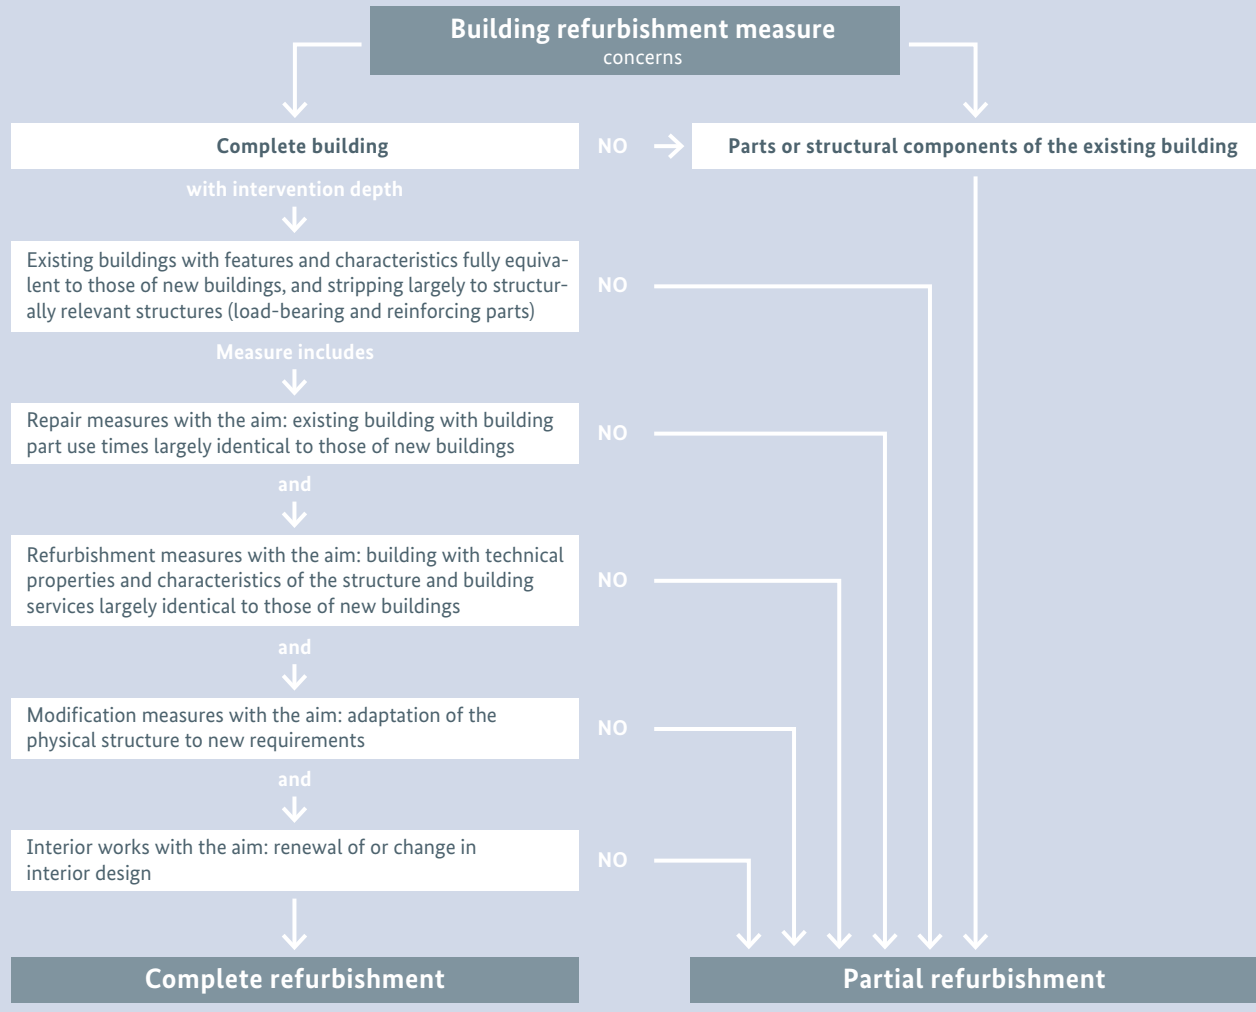 Building refurbishment measure
concerns
Complete building
NO
Parts or structural components of the existing building
with intervention depth
Existing buildings with features and characteristics fully equiva-
lent to those of new buildings, and stripping largely to structur-
ally relevant structures (load-bearing and reinforcing parts)
NO
Measure includes
Repair measures with the aim: existing building with building
part use times largely identical to those of new buildings
NO
and
Refurbishment measures with the aim: building with technical
properties and characteristics of the structure and building
services largely identical to those of new buildings
NO
and
Modification measures with the aim: adaptation of the
physical structure to new requirements
NO
and
Interior works with the aim: renewal of or change in
interior design
NO
Complete refurbishment
Partial refurbishment